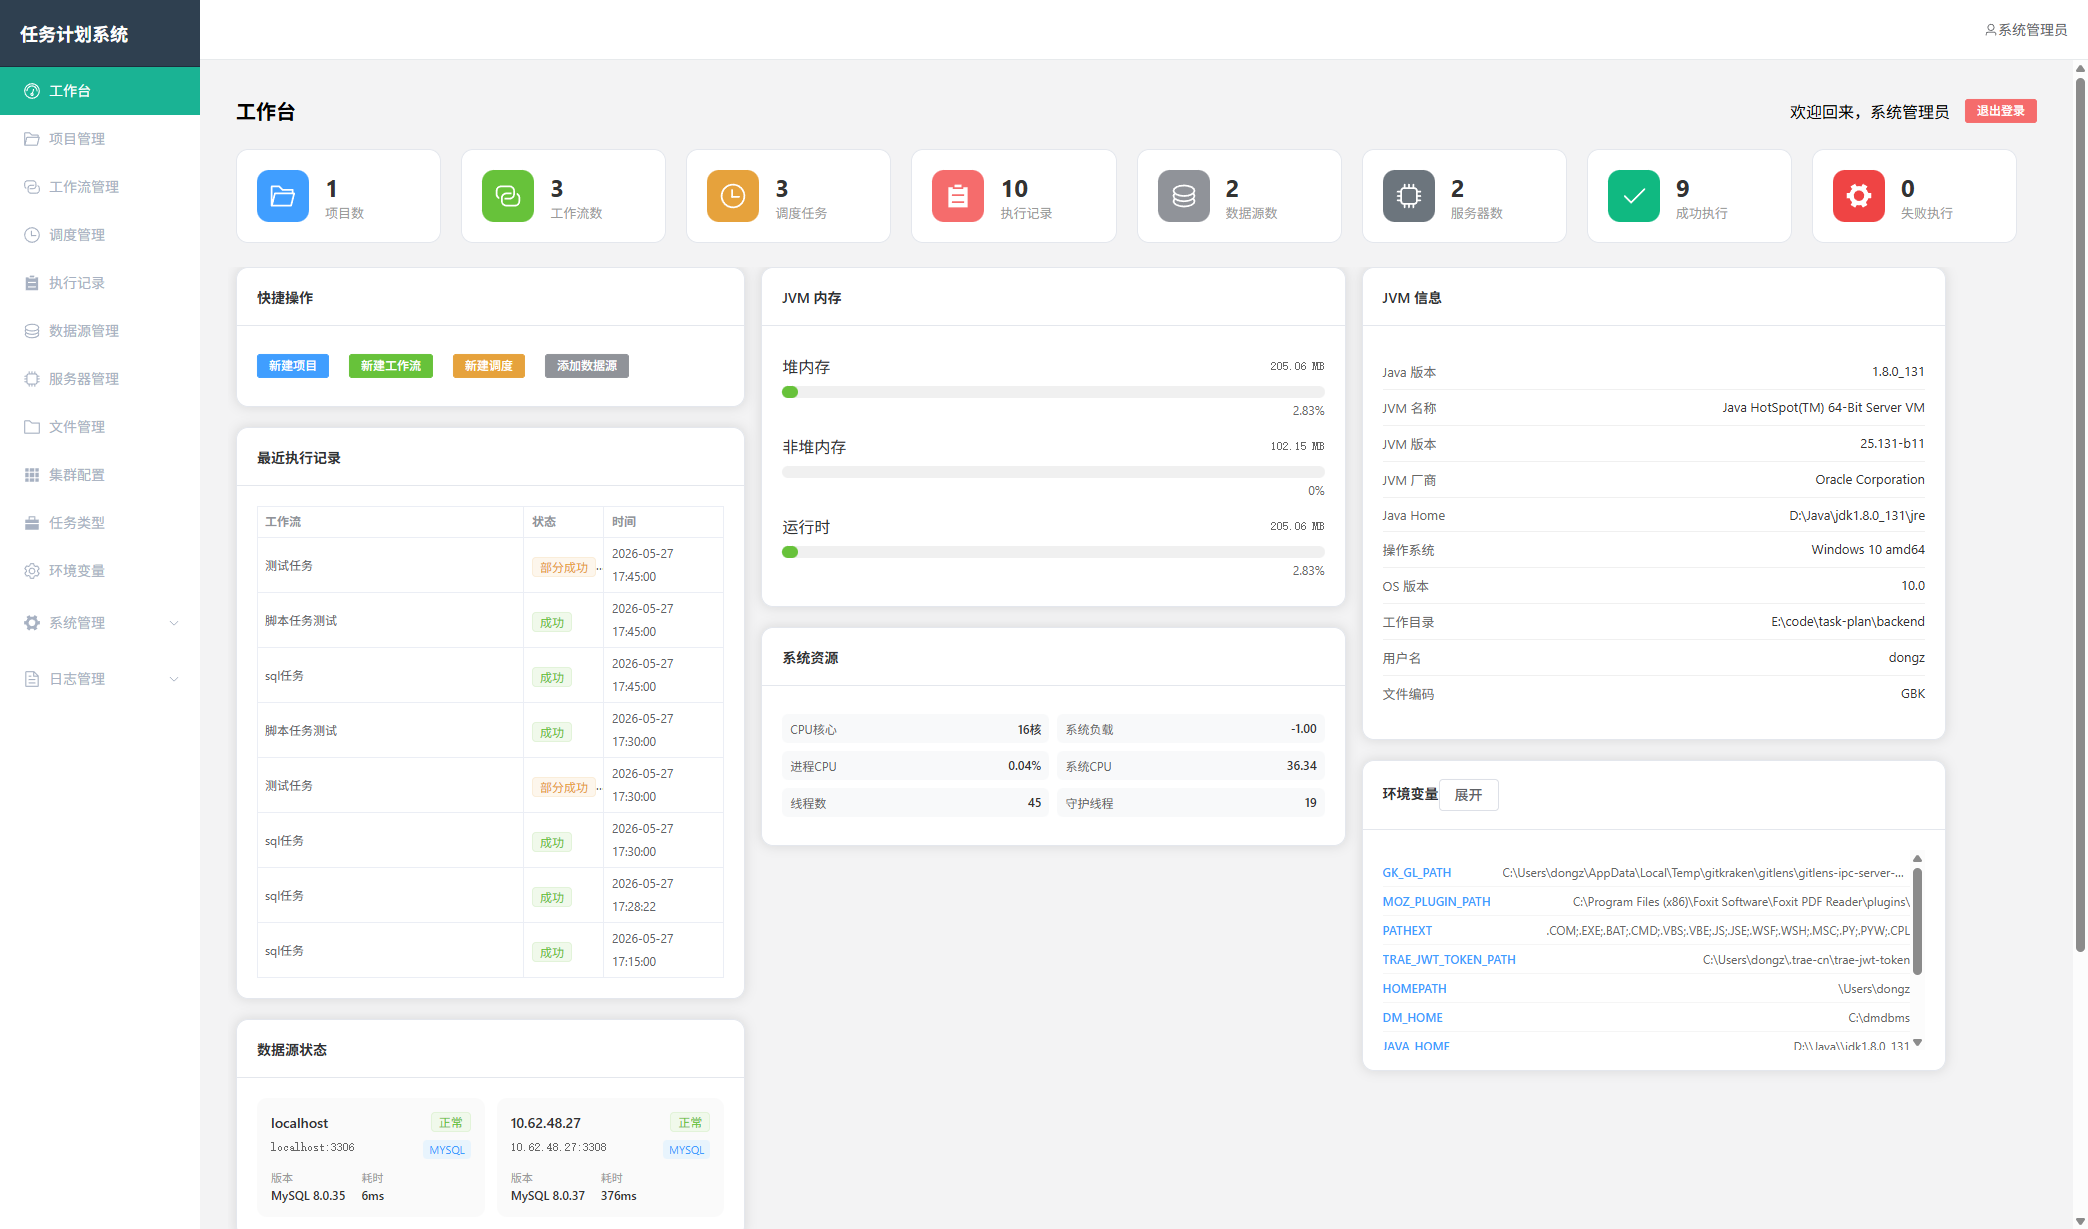 任务计划系统
系统管理员
工作台
项目管理
工作流管理
调度管理
执行记录
数据源管理
服务器管理
文件管理
集群配置
任务类型
环境变量
系统管理
日志管理
工作台
欢迎回来，系统管理员 退出登录
1
项目数
3
工作流数
3
调度任务
10
执行记录
2
数据源数
2
服务器数
9
成功执行
0
失败执行
快捷操作
新建项目 新建工作流 新建调度 添加数据源
最近执行记录
工作流 状态 时间
测试任务 部分成功... 2026-05-27 17:45:00
脚本任务测试 成功 2026-05-27 17:45:00
sql任务 成功 2026-05-27 17:45:00
脚本任务测试 成功 2026-05-27 17:30:00
测试任务 部分成功... 2026-05-27 17:30:00
sql任务 成功 2026-05-27 17:30:00
sql任务 成功 2026-05-27 17:28:22
sql任务 成功 2026-05-27 17:15:00
数据源状态
localhost 正常
localhost:3306 MYSQL
版本 耗时
MySQL 8.0.35 6ms
10.62.48.27 正常
10.62.48.27:3308 MYSQL
版本 耗时
MySQL 8.0.37 376ms
JVM 内存
堆内存 205.06 MB
2.83%
非堆内存 102.15 MB
0%
运行时 205.06 MB
2.83%
系统资源
CPU核心 16核 系统负载 -1.00
进程CPU 0.04% 系统CPU 36.34
线程数 45 守护线程 19
JVM 信息
Java 版本 1.8.0_131
JVM 名称 Java HotSpot(TM) 64-Bit Server VM
JVM 版本 25.131-b11
JVM 厂商 Oracle Corporation
Java Home D:\Java\jdk1.8.0_131\jre
操作系统 Windows 10 amd64
OS 版本 10.0
工作目录 E:\code\task-plan\backend
用户名 dongz
文件编码 GBK
环境变量 展开
GK_GL_PATH C:\Users\dongz\AppData\Local\Temp\gitkraken\gitlens\gitlens-ipc-server-...
MOZ_PLUGIN_PATH C:\Program Files (x86)\Foxit Software\Foxit PDF Reader\plugins\
PATHEXT .COM;.EXE;.BAT;.CMD;.VBS;.VBE;.JS;.JSE;.WSF;.WSH;.MSC;.PY;.PYW;.CPL
TRAE_JWT_TOKEN_PATH C:\Users\dongz\.trae-cn\trae-jwt-token
HOMEPATH \Users\dongz
DM_HOME C:\dmdbms
JAVA_HOME D:\\Java\\jdk1.8.0_131